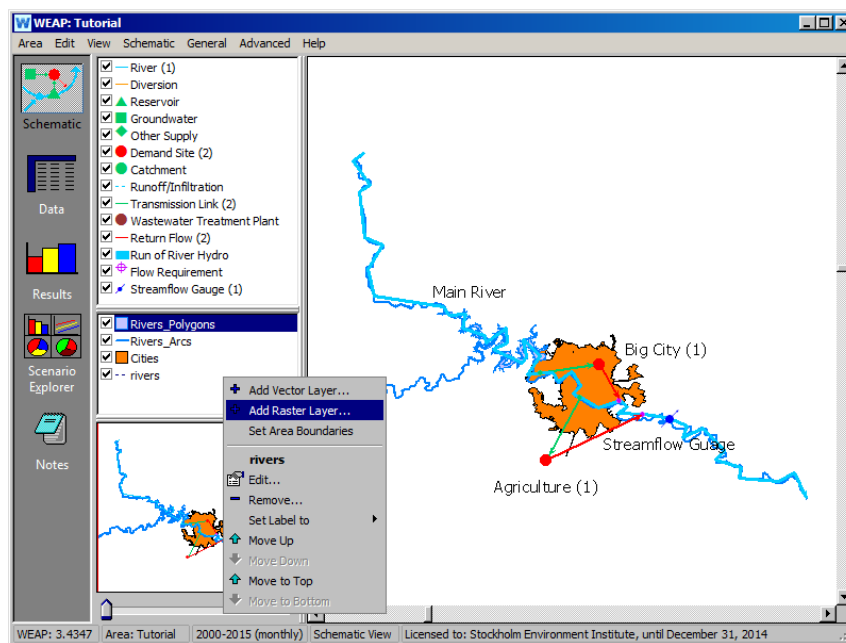 WEAP: Tutorial
Area Edit View Schematic General Advanced Help
Schematic
Data
Results
Scenario
Explorer
Notes
River (1)
Diversion
Reservoir
Groundwater
Other Supply
Demand Site (2)
Catchment
Runoff/Infiltration
Transmission Link (2)
Wastewater Treatment Plant
Return Flow (2)
Run of River Hydro
Flow Requirement
Streamflow Gauge (1)
Rivers_Polygons
Rivers_Arcs
Cities
rivers
Add Vector Layer...
Add Raster Layer...
Set Area Boundaries
rivers
Edit...
Remove...
Set Label to
Move Up
Move Down
Move to Top
Move to Bottom
Main River
Big City (1)
Streamflow Guage
Agriculture (1)
WEAP: 3.4347 Area: Tutorial 2000-2015 (monthly) Schematic View Licensed to: Stockholm Environment Institute, until December 31, 2014